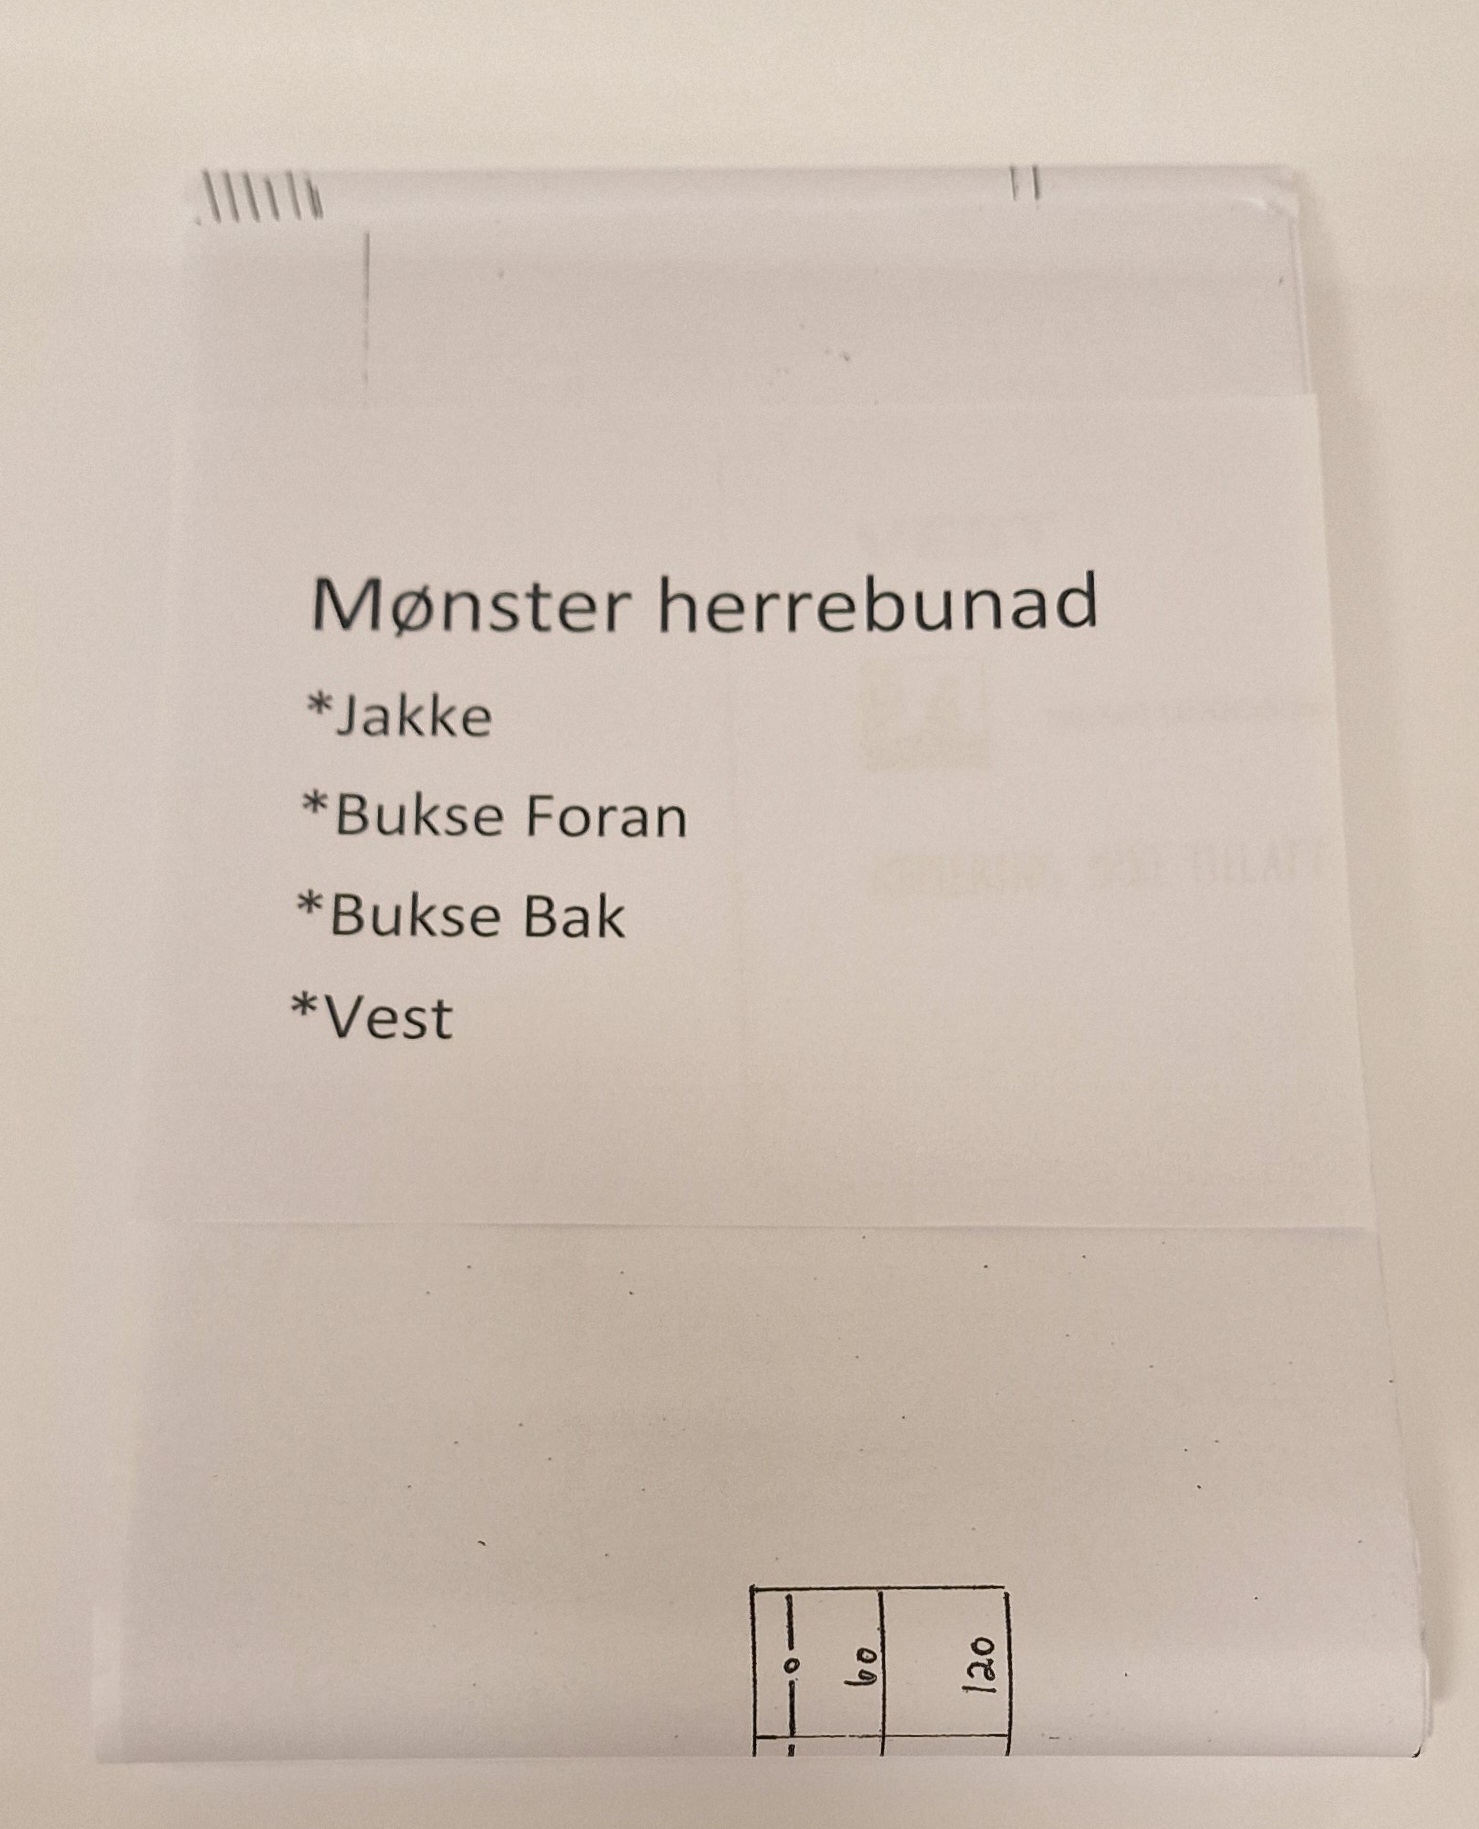 Mønster herrebunad
*Jakke
*Bukse Foran
*Bukse Bak
*Vest
60
120